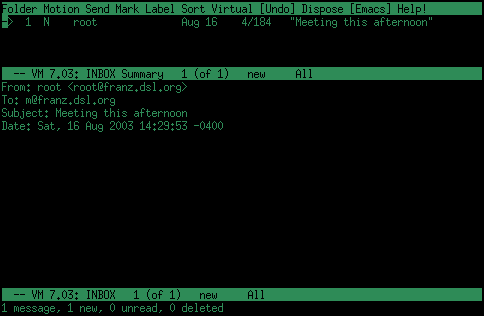 Folder Motion Send Mark Label Sort Virtual [Undo] Dispose [Emacs] Help!
-> 1 N root Aug 16 4/184 "Meeting this afternoon"
-- VM 7.03: INBOX Summary 1 (of 1) new All
From: root <root@franz.dsl.org>
To: m@franz.dsl.org
Subject: Meeting this afternoon
Date: Sat, 16 Aug 2003 14:29:53 -0400
-- VM 7.03: INBOX 1 (of 1) new All
1 message, 1 new, 0 unread, 0 deleted